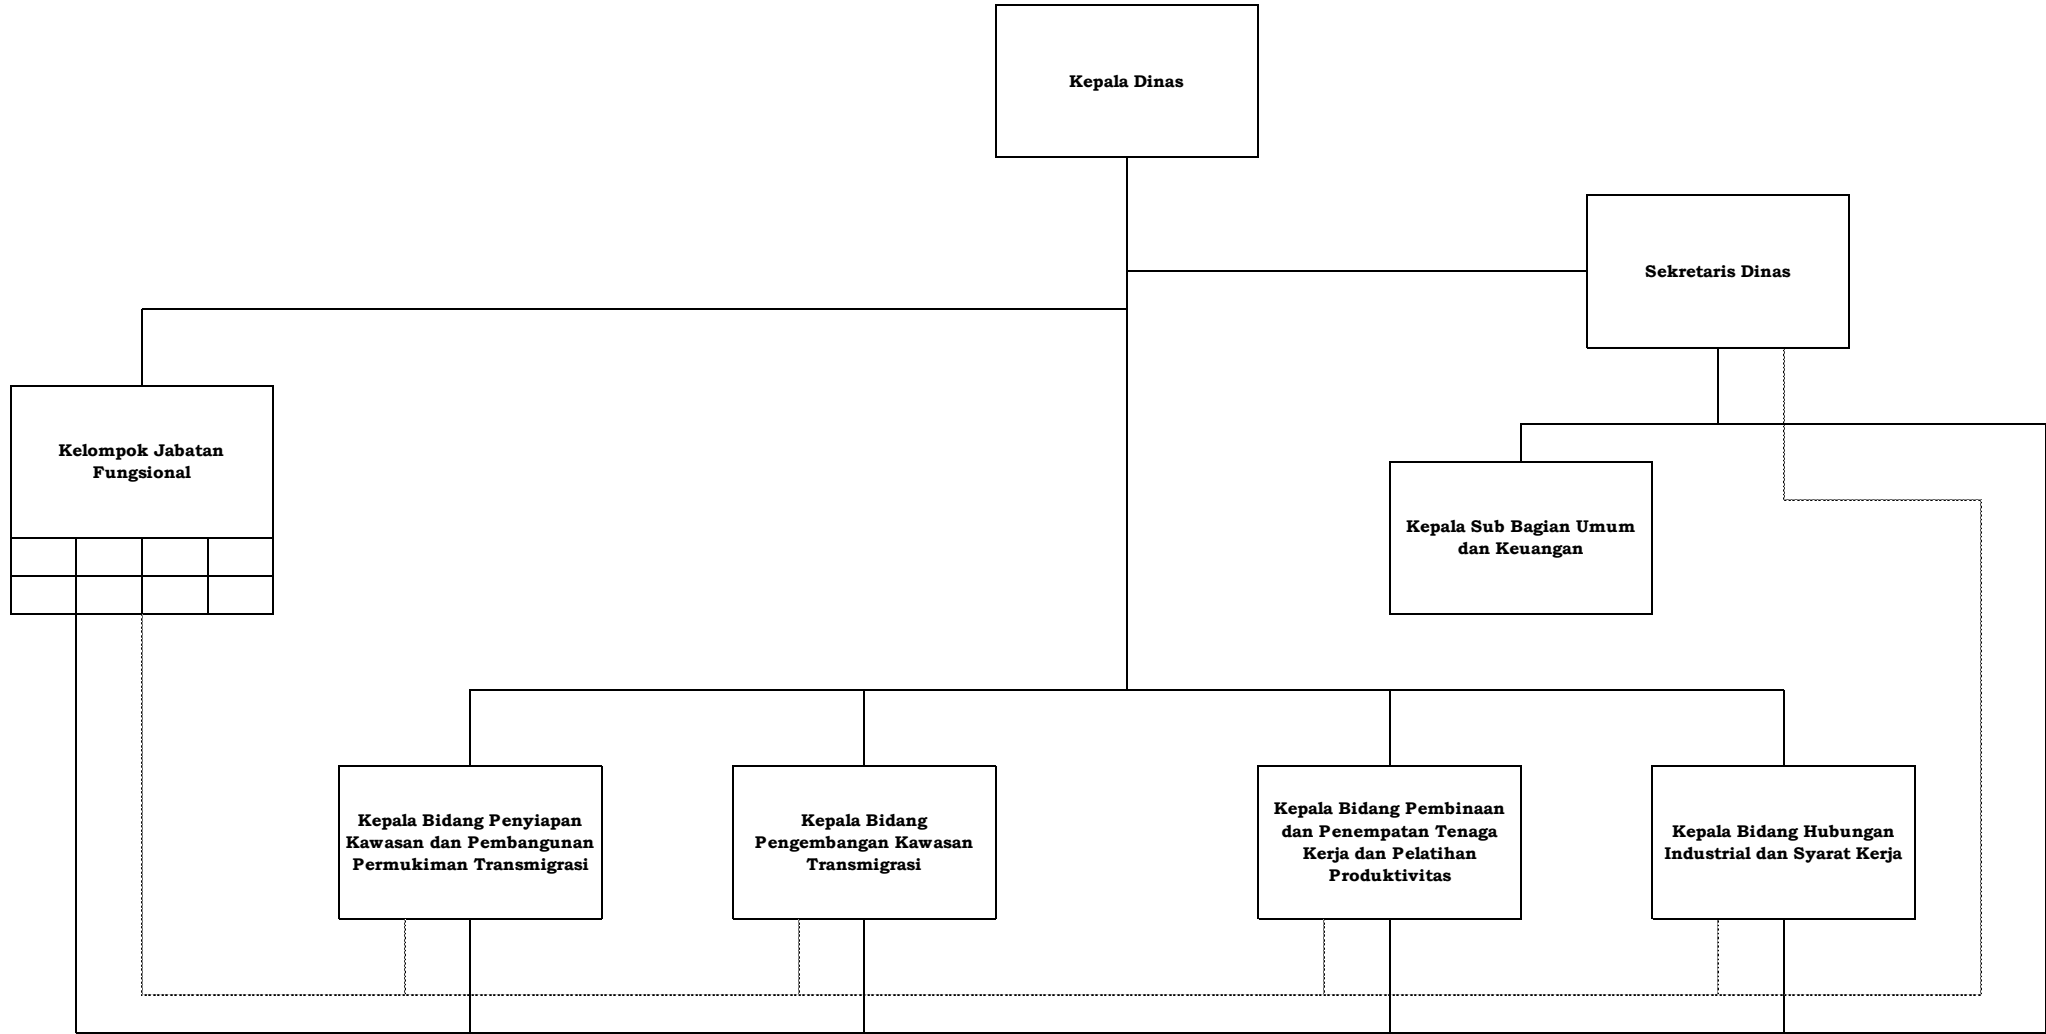 Kepala Dinas
Sekretaris Dinas
Kelompok Jabatan
Fungsional
Kepala Sub Bagian Umum
dan Keuangan
Kepala Bidang Penyiapan
Kawasan dan Pembangunan
Permukiman Transmigrasi
Kepala Bidang
Pengembangan Kawasan
Transmigrasi
Kepala Bidang Pembinaan
dan Penempatan Tenaga
Kerja dan Pelatihan
Produktivitas
Kepala Bidang Hubungan
Industrial dan Syarat Kerja